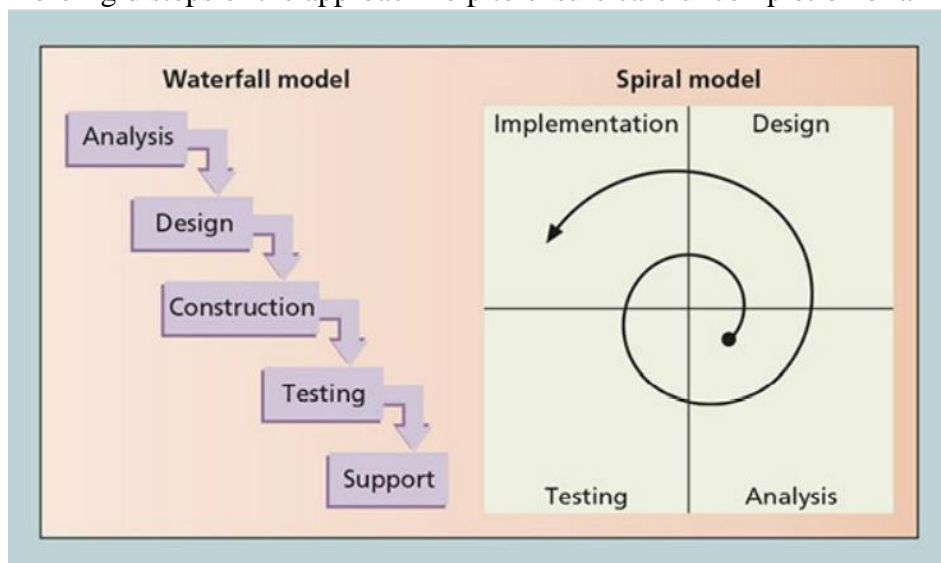 Waterfall model
Analysis
Design
Construction
Testing
Support
Spiral model
Implementation
Design
Testing
Analysis